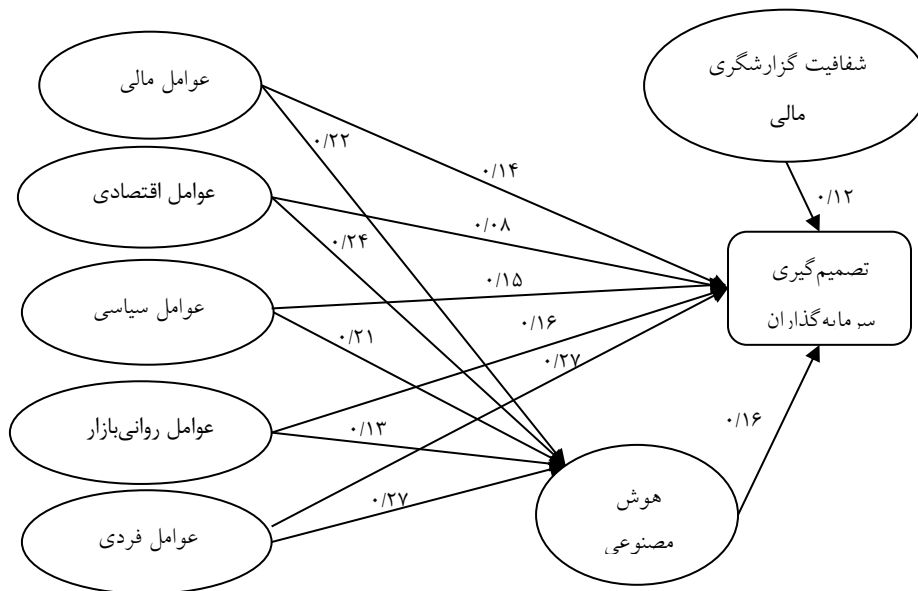 عوامل مالی
شفافیت گزارشگری
مالی
۰/۲۲
۰/۱۴
عوامل اقتصادی
۰/۱۲
۰/۰۸
۰/۲۴
تصمیم‌گیری
سرمایه‌گذاران
عوامل سیاسی
۰/۱۵
۰/۱۶
۰/۲۱
۰/۲۷
عوامل روانی‌بازار
۰/۱۳
۰/۱۶
۰/۲۷
هوش
مصنوعی
عوامل فردی